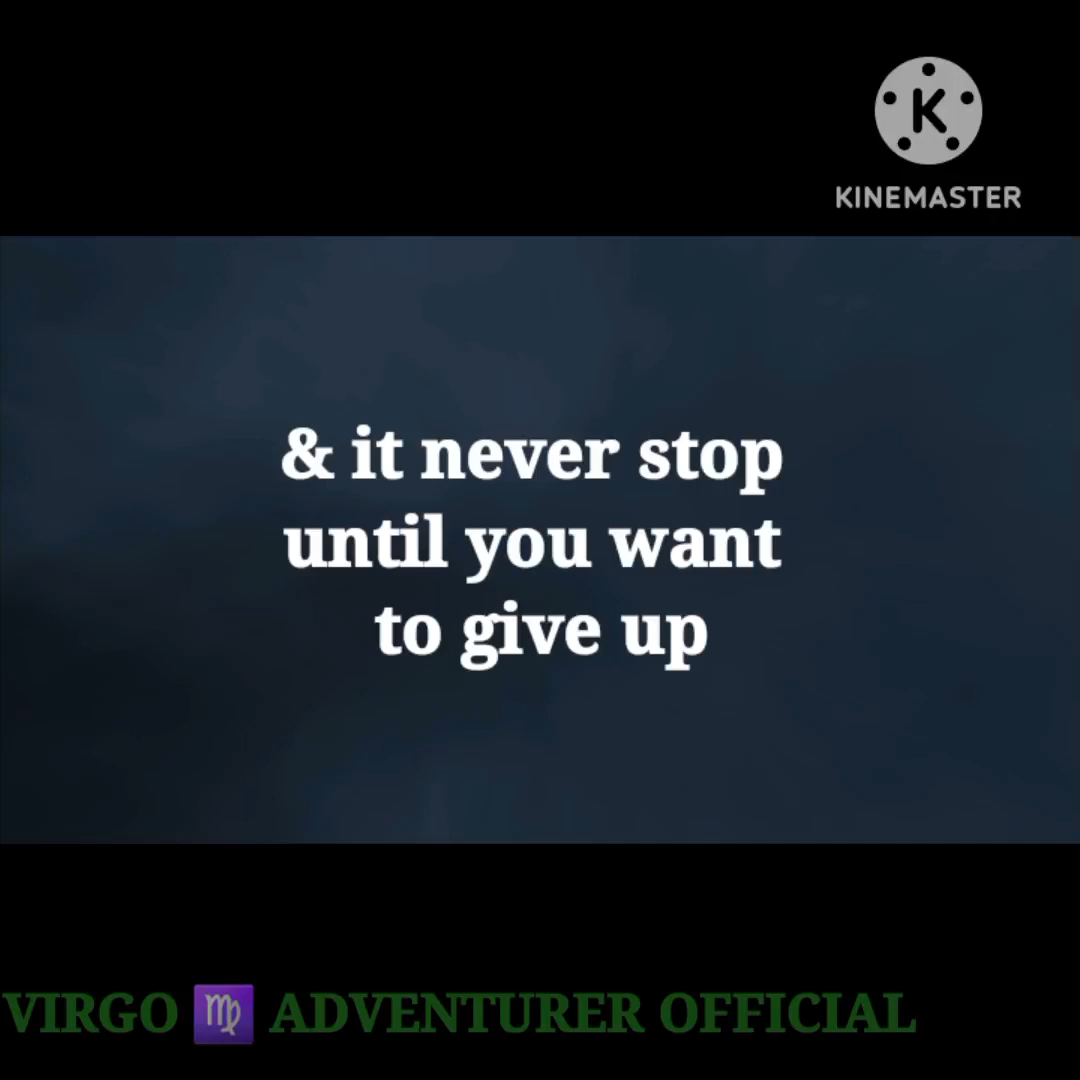 K
KINEMASTER
& it never stop
until you want
to give up
VIRGO ♍ ADVENTURER OFFICIAL